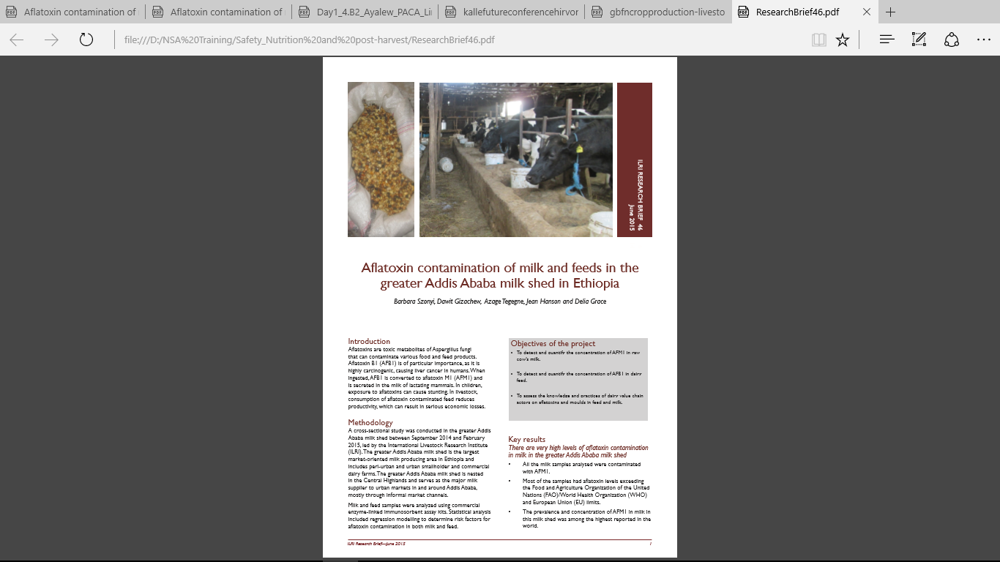 Aflatoxin contamination of
Aflatoxin contamination of
Day1_4.B2_Ayalew_PACA_Li
kallefutureconferencehirvor
gbfncropproduction-livesto
ResearchBrief46.pdf
file:///D:/NSA%20Training/Safety_Nutrition%20and%20post-harvest/ResearchBrief46.pdf
ILRI RESEARCH BRIEF 46
June 2015
Aflatoxin contamination of milk and feeds in the
greater Addis Ababa milk shed in Ethiopia
Barbara Szonyi, Dawit Gizachew, Azage Tegegne, Jean Hanson and Delia Grace
Introduction
Aflatoxins are toxic metabolites of Aspergillus fungi
that can contaminate various food and feed products.
Aflatoxin B1 (AFB1) is of particular importance, as it is
highly carcinogenic, causing liver cancer in humans. When
ingested, AFB1 is converted to aflatoxin M1 (AFM1) and
is secreted in the milk of lactating mammals. In children,
exposure to aflatoxins can cause stunting. In livestock,
consumption of aflatoxin contaminated feed reduces
productivity, which can result in serious economic losses.
Methodology
A cross-sectional study was conducted in the greater Addis
Ababa milk shed between September 2014 and February
2015, led by the International Livestock Research Institute
(ILRI). The greater Addis Ababa milk shed is the largest
market-oriented milk producing area in Ethiopia and
includes peri-urban and urban smallholder and commercial
dairy farms. The greater Addis Ababa milk shed is nested
in the Central Highlands and serves as the major milk
supplier to urban markets in and around Addis Ababa,
mostly through informal market channels.
Milk and feed samples were analyzed using commercial
enzyme-linked immunosorbent assay kits. Statistical analysis
included regression modelling to determine risk factors for
aflatoxin contamination in both milk and feed.
Objectives of the project
• To detect and quantify the concentration of AFM1 in raw
cow's milk.
• To detect and quantify the concentration of AFB1 in dairy
feed.
• To assess the knowledge and practices of dairy value chain
actors on aflatoxins and moulds in feed and milk.
Key results
There are very high levels of aflatoxin contamination
in milk in the greater Addis Ababa milk shed
• All the milk samples analysed were contaminated
with AFM1.
• Most of the samples had aflatoxin levels exceeding
the Food and Agriculture Organization of the United
Nations (FAO)/World Health Organization (WHO)
and European Union (EU) limits.
• The prevalence and concentration of AFM1 in milk in
this milk shed was among the highest reported in the
world.
ILRI Research Brief—June 2015
1